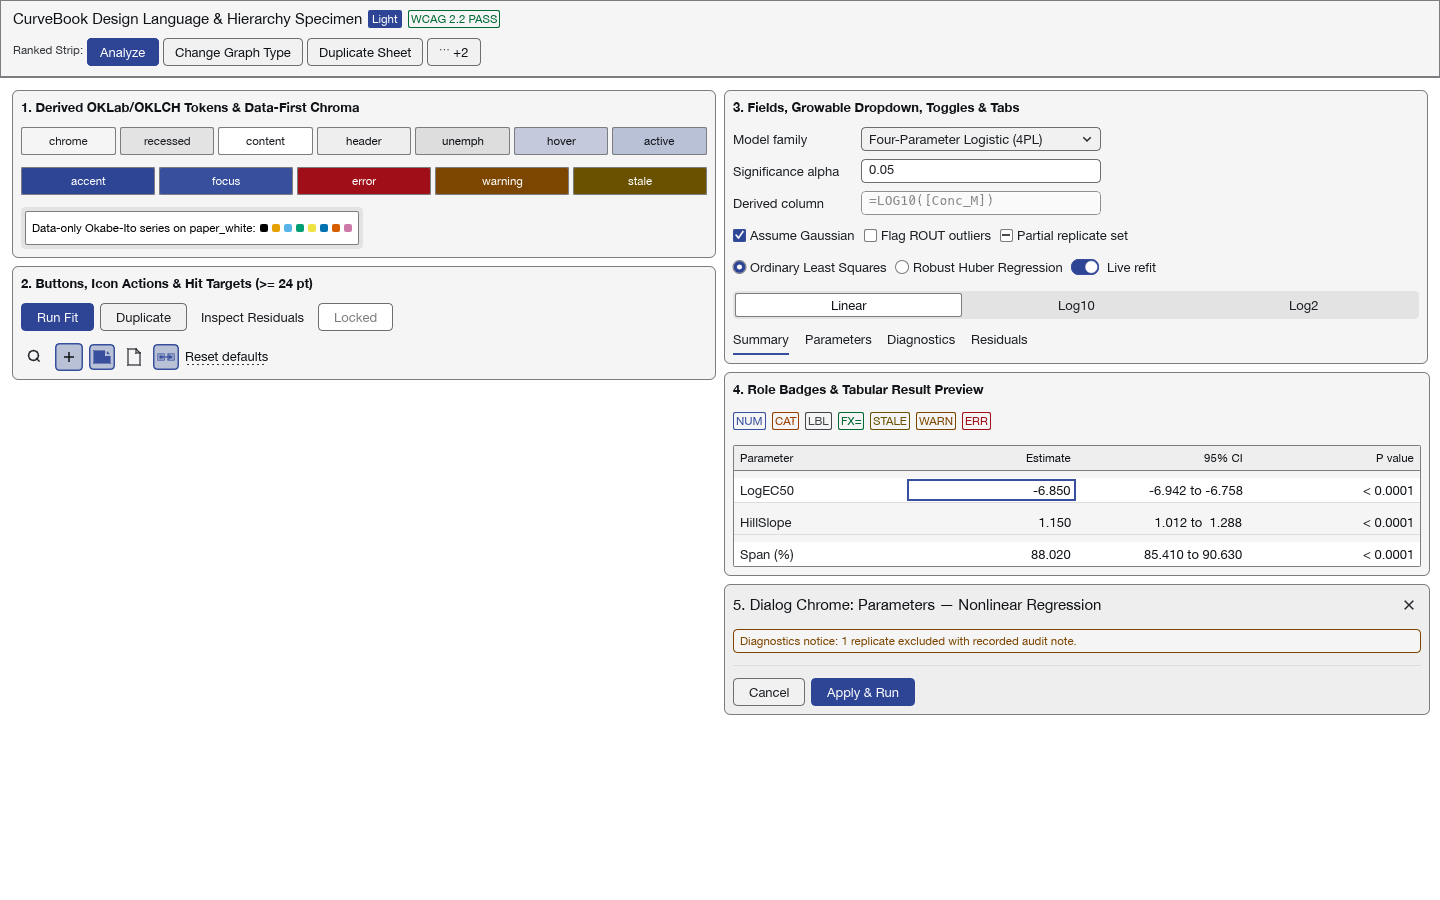 CurveBook Design Language & Hierarchy Specimen Light WCAG 2.2 PASS
Ranked Strip: Analyze Change Graph Type Duplicate Sheet ··· +2
1. Derived OKLab/OKLCH Tokens & Data-First Chroma
chrome recessed content header unemph hover active
accent focus error warning stale
Data-only Okabe-Ito series on paper_white:
2. Buttons, Icon Actions & Hit Targets (>= 24 pt)
Run Fit Duplicate Inspect Residuals Locked
Reset defaults
3. Fields, Growable Dropdown, Toggles & Tabs
Model family Four-Parameter Logistic (4PL)
Significance alpha 0.05
Derived column =LOG10([Conc_M])
Assume Gaussian Flag ROUT outliers Partial replicate set
Ordinary Least Squares Robust Huber Regression Live refit
Linear Log10 Log2
Summary Parameters Diagnostics Residuals
4. Role Badges & Tabular Result Preview
NUM CAT LBL FX= STALE WARN ERR
Parameter Estimate 95% CI P value
LogEC50 -6.850 -6.942 to -6.758 < 0.0001
HillSlope 1.150 1.012 to 1.288 < 0.0001
Span (%) 88.020 85.410 to 90.630 < 0.0001
5. Dialog Chrome: Parameters — Nonlinear Regression
Diagnostics notice: 1 replicate excluded with recorded audit note.
Cancel Apply & Run